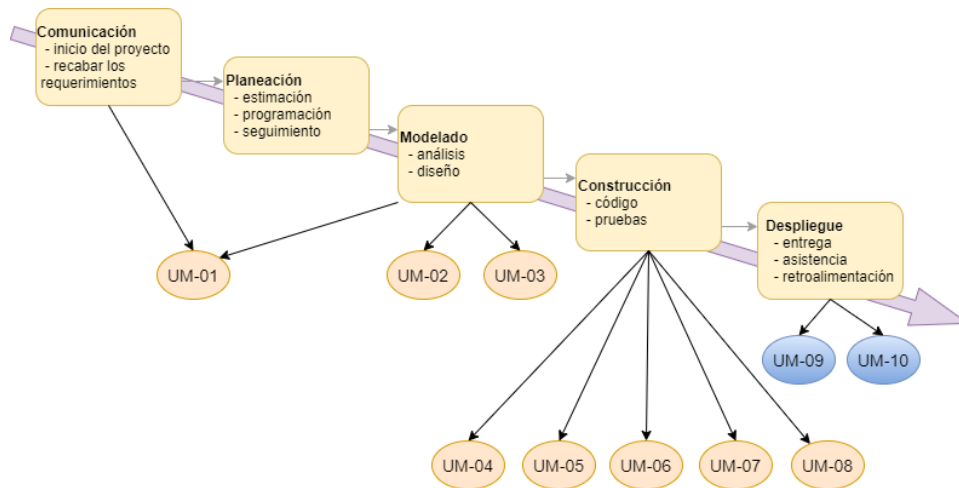 Comunicación
- inicio del proyecto
- recabar los
requerimientos
Planeación
- estimación
- programación
- seguimiento
Modelado
- análisis
- diseño
Construcción
- código
- pruebas
Despliegue
- entrega
- asistencia
- retroalimentación
UM-01
UM-02
UM-03
UM-09
UM-10
UM-04
UM-05
UM-06
UM-07
UM-08